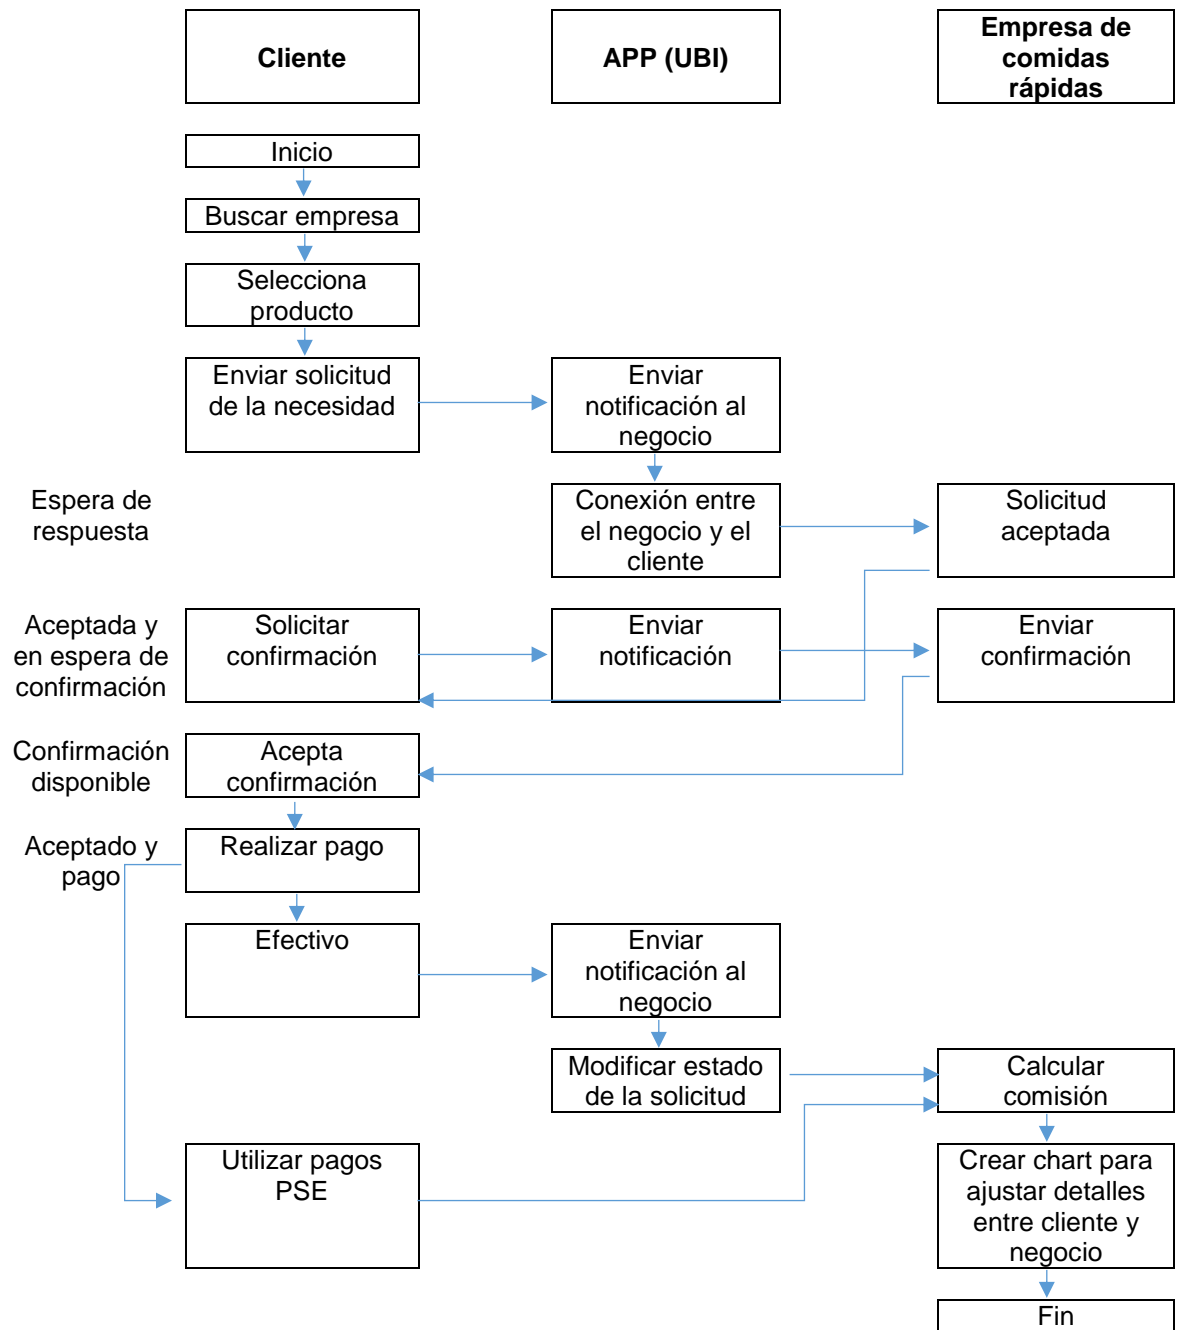 Cliente
APP (UBI)
Empresa de
comidas
rápidas
Inicio
Buscar empresa
Selecciona
producto
Enviar solicitud
de la necesidad
Enviar
notificación al
negocio
Espera de
respuesta
Conexión entre
el negocio y el
cliente
Solicitud
aceptada
Aceptada y
en espera de
confirmación
Solicitar
confirmación
Enviar
notificación
Enviar
confirmación
Confirmación
disponible
Acepta
confirmación
Aceptado y
pago
Realizar pago
Efectivo
Enviar
notificación al
negocio
Modificar estado
de la solicitud
Calcular
comisión
Utilizar pagos
PSE
Crear chart para
ajustar detalles
entre cliente y
negocio
Fin